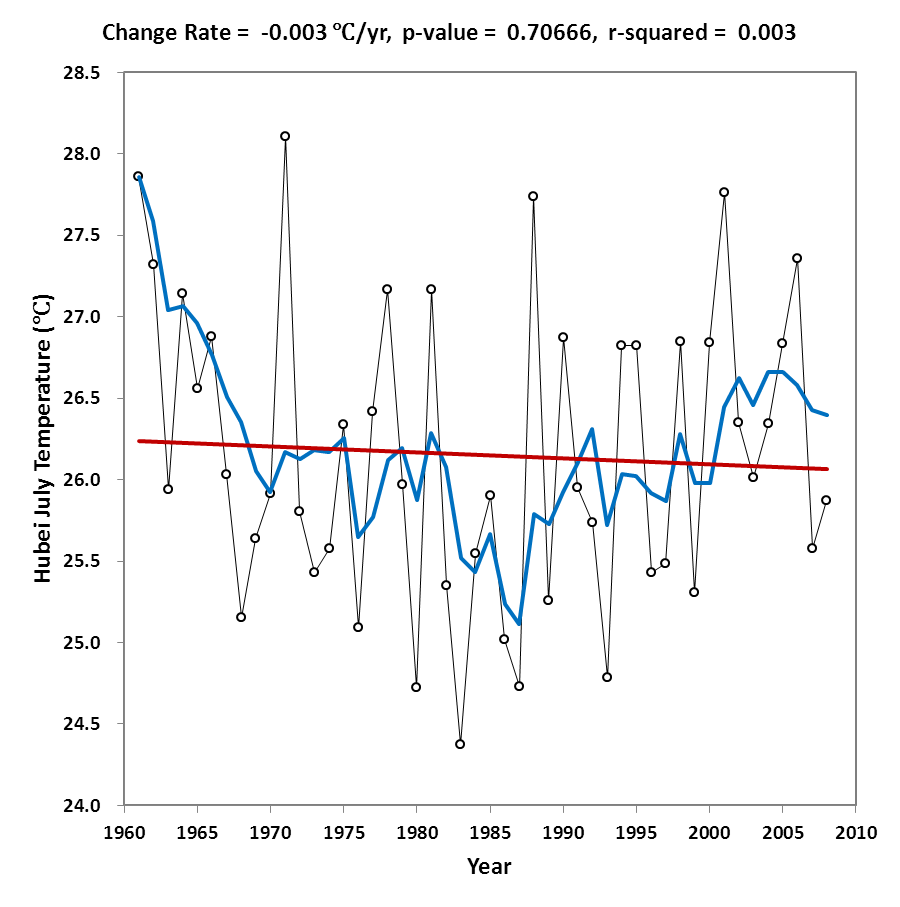 Change Rate = -0.003 ℃/yr, p-value = 0.70666, r-squared = 0.003
28.5
28.0
27.5
27.0
26.5
26.0
25.5
25.0
24.5
24.0
Hubei July Temperature (℃)
1960 1965 1970 1975 1980 1985 1990 1995 2000 2005 2010
Year